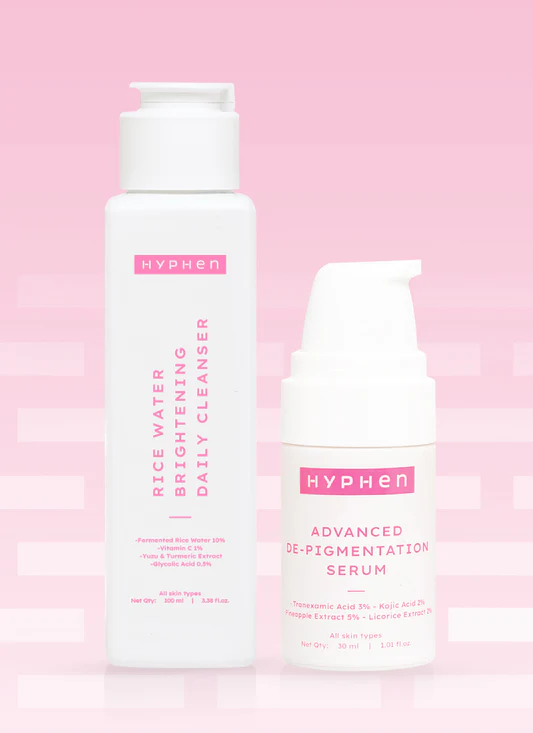 HYPHEN
RICE WATER
BRIGHTENING
DAILY CLEANSER
-Fermented Rice Water 10%
-Vitamin C 1%
-Yuzu & Turmeric Extract
-Glycolic Acid 0.5%
All skin types
Net Qty: 100 ml | 3.38 fl.oz.
HYPHEN
ADVANCED
DE-PIGMENTATION
SERUM
Tranexamic Acid 3% - Kojic Acid 2%
Pineapple Extract 5% - Licorice Extract 2%
All skin types
Net Qty: 30 ml | 1.01 fl.oz